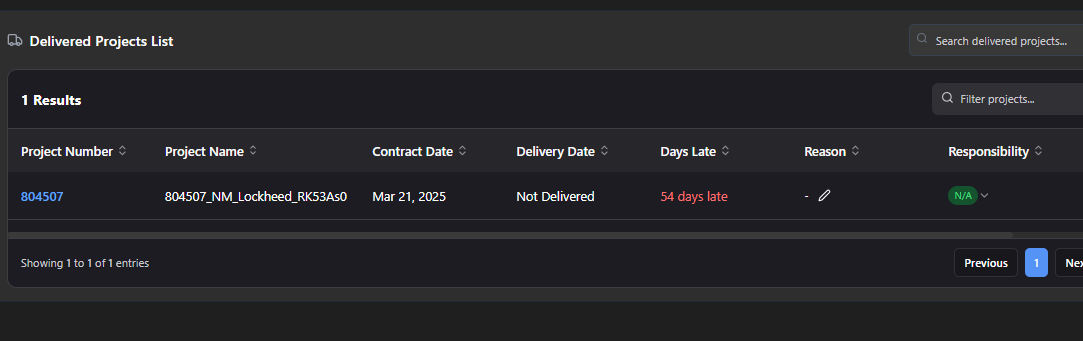 Delivered Projects List
Search delivered projects...
1 Results
Filter projects...
Project Number Project Name Contract Date Delivery Date Days Late Reason Responsibility
804507 804507_NM_Lockheed_RK53As0 Mar 21, 2025 Not Delivered 54 days late - N/A
Showing 1 to 1 of 1 entries
Previous 1 Nex